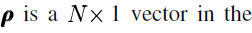 𝝆 is a N× 1 vector in the